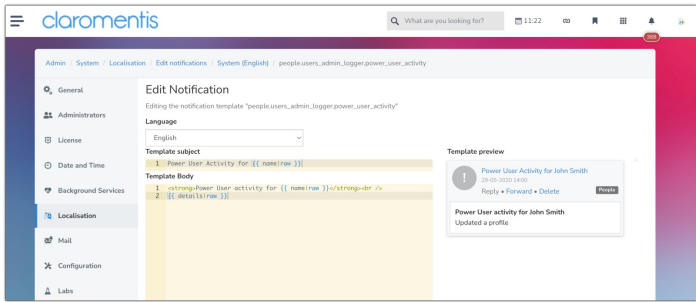 claromentis
What are you looking for?
11:22
388
Admin / System / Localisation / Edit notifications / System (English) / people.users_admin_logger.power_user_activity
General
Administrators
License
Date and Time
Background Services
Localisation
Mail
Configuration
Labs
Edit Notification
Editing the notification template "people.users_admin_logger.power_user_activity"
Language
English
Template subject
1 Power User Activity for {{ name|raw }}
Template Body
1 <strong>Power User activity for {{ name|raw }}</strong><br />
2 {{ details|raw }}
Template preview
Power User Activity for John Smith
28-05-2020 14:00
Reply • Forward • Delete
People
Power User activity for John Smith
Updated a profile